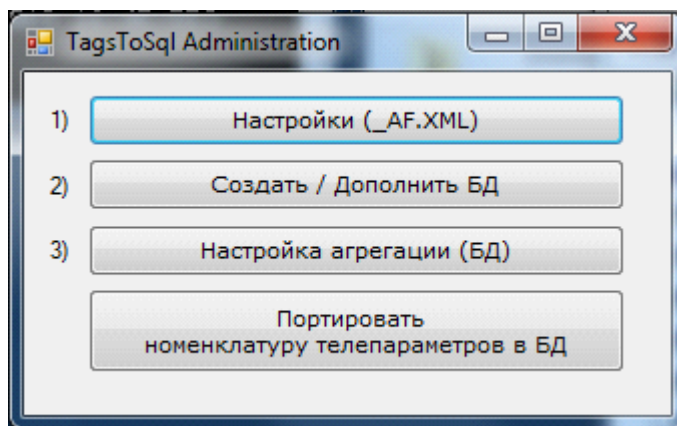 TagsToSql Administration
1) Настройки (_AF.XML)
2) Создать / Дополнить БД
3) Настройка агрегации (БД)
Портировать
номенклатуру телепараметров в БД